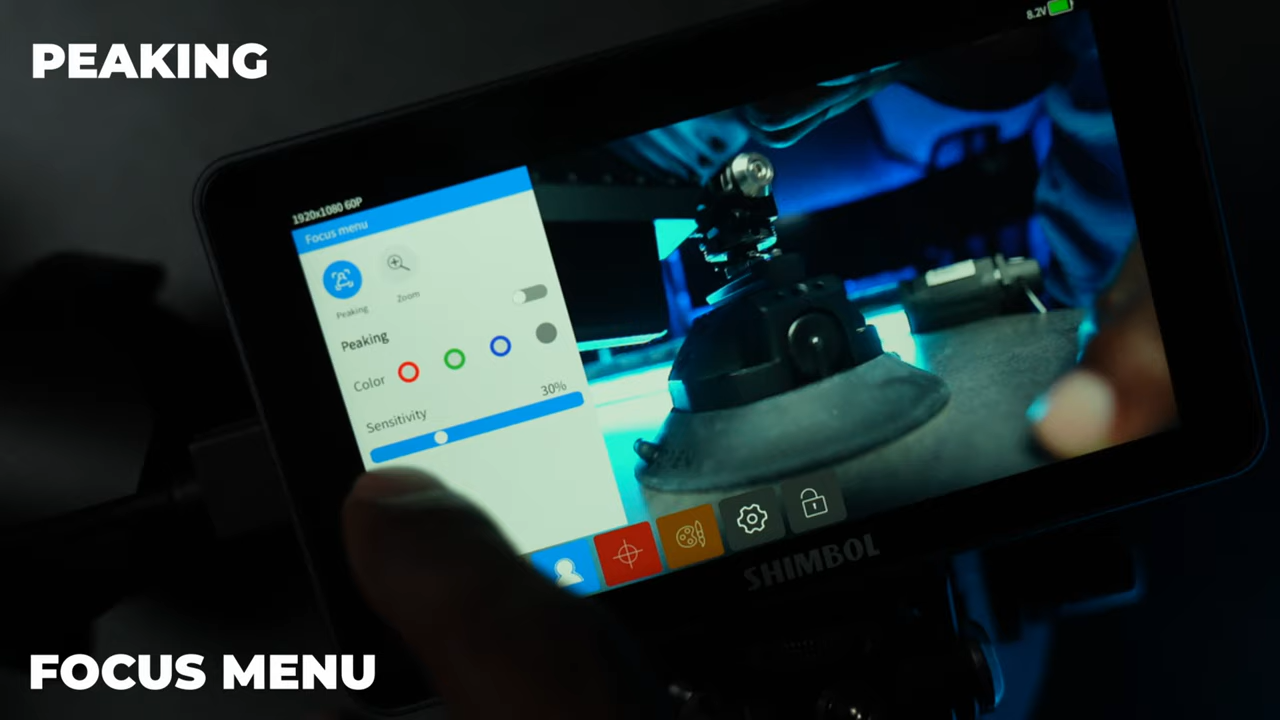 PEAKING
8.2V
1920x1080 60P
Focus menu
Peaking
Zoom
Peaking
Color
Sensitivity
30%
SHIMBOL
FOCUS MENU